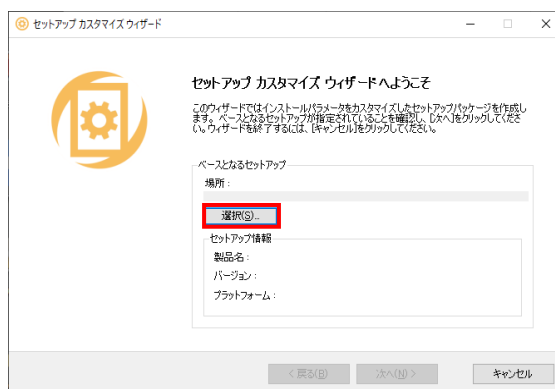 セットアップ カスタマイズ ウィザード
セットアップ カスタマイズ ウィザードへようこそ
このウィザードではインストールパラメータをカスタマイズしたセットアップパッケージを作成し
ます。ベースとなるセットアップが指定されていることを確認し、[次へ]をクリックしてくださ
い。ウィザードを終了するには、[キャンセル]をクリックしてください。
ベースとなるセットアップ
場所 :
選択(S)...
セットアップ情報
製品名 :
バージョン :
プラットフォーム :
< 戻る(B)
次へ(N) >
キャンセル